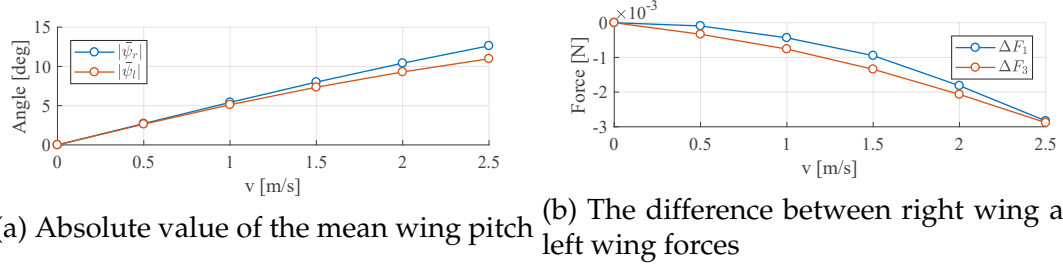 15
10
5
0
Angle [deg]
|ψ̄_r|
|ψ̄_l|
0 0.5 1 1.5 2 2.5
v [m/s]
(a) Absolute value of the mean wing pitch
×10⁻³
0
-1
-2
-3
Force [N]
ΔF₁
ΔF₃
0 0.5 1 1.5 2 2.5
v [m/s]
(b) The difference between right wing a
left wing forces